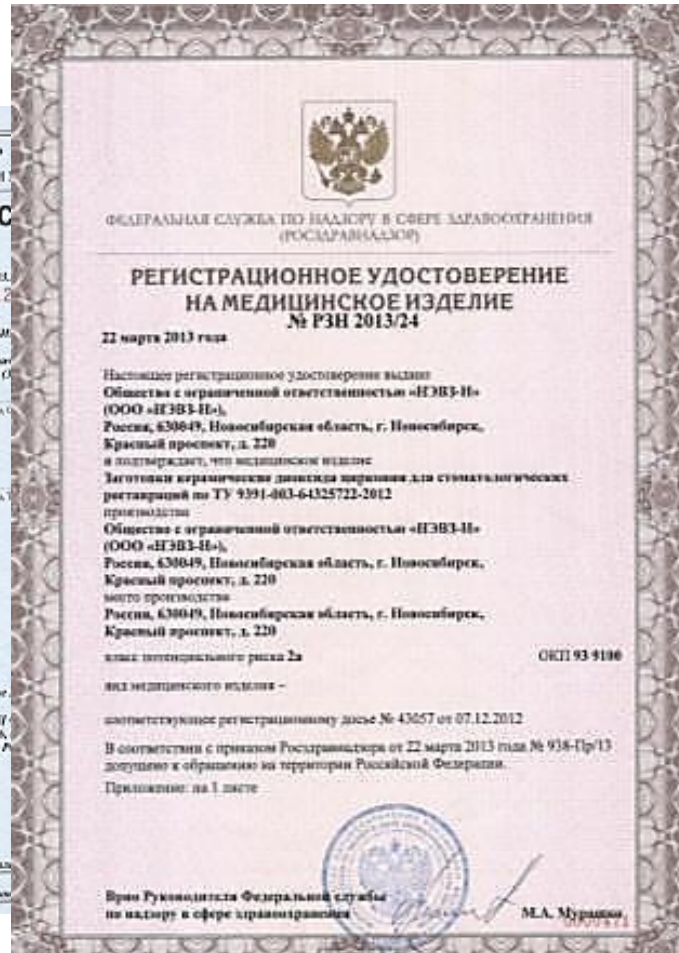 ФЕДЕРАЛЬНАЯ СЛУЖБА ПО НАДЗОРУ В СФЕРЕ ЗДРАВООХРАНЕНИЯ
(РОСЗДРАВНАДЗОР)
РЕГИСТРАЦИОННОЕ УДОСТОВЕРЕНИЕ
НА МЕДИЦИНСКОЕ ИЗДЕЛИЕ
№ РЗН 2013/24
22 марта 2013 года
Настоящее регистрационное удостоверение выдано
Общество с ограниченной ответственностью «НЭВЗ-Н»
(ООО «НЭВЗ-Н»),
Россия, 630049, Новосибирская область, г. Новосибирск,
Красный проспект, д. 220
и подтверждает, что медицинское изделие
Заготовки керамические диоксида циркония для стоматологических
реставраций по ТУ 9391-003-64325722-2012
производства
Общество с ограниченной ответственностью «НЭВЗ-Н»
(ООО «НЭВЗ-Н»),
Россия, 630049, Новосибирская область, г. Новосибирск,
Красный проспект, д. 220
место производства
Россия, 630049, Новосибирская область, г. Новосибирск,
Красный проспект, д. 220
класс потенциального риска 2а ОКП 93 9100
вид медицинского изделия –
соответствующее регистрационному досье № 43057 от 07.12.2012
В соответствии с приказом Росздравнадзора от 22 марта 2013 года № 938-Пр/13
допущено к обращению на территории Российской Федерации.
Приложение: на 1 листе
Врио Руководителя Федеральной службы
по надзору в сфере здравоохранения М.А. Мурашко